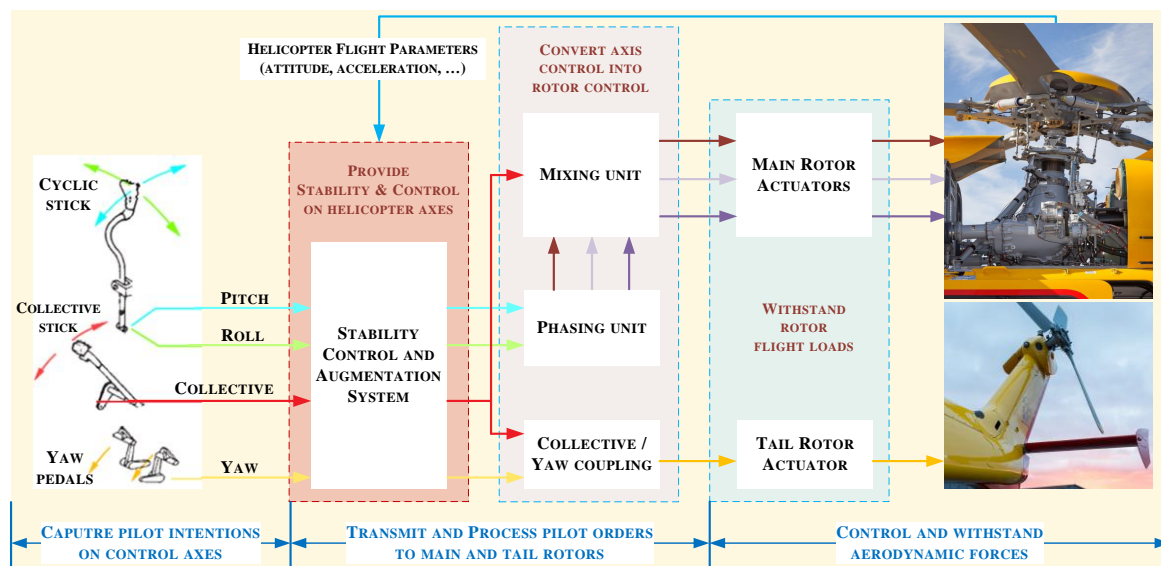 HELICOPTER FLIGHT PARAMETERS
(ATTITUDE, ACCELERATION, ...)
CONVERT AXIS
CONTROL INTO
ROTOR CONTROL
PROVIDE
STABILITY & CONTROL
ON HELICOPTER AXES
CYCLIC
STICK
MIXING UNIT
MAIN ROTOR
ACTUATORS
COLLECTIVE
STICK
PITCH
ROLL
COLLECTIVE
STABILITY
CONTROL AND
AUGMENTATION
SYSTEM
PHASING UNIT
WITHSTAND
ROTOR
FLIGHT LOADS
YAW
PEDALS
YAW
COLLECTIVE /
YAW COUPLING
TAIL ROTOR
ACTUATOR
CAPUTRE PILOT INTENTIONS
ON CONTROL AXES
TRANSMIT AND PROCESS PILOT ORDERS
TO MAIN AND TAIL ROTORS
CONTROL AND WITHSTAND
AERODYNAMIC FORCES